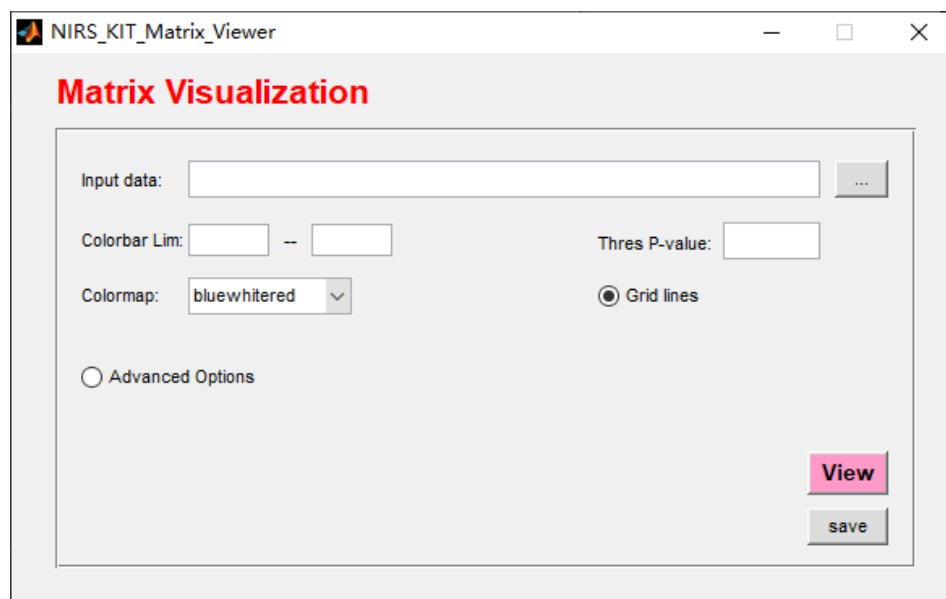 NIRS_KIT_Matrix_Viewer
Matrix Visualization
Input data: ...
Colorbar Lim: -- Thres P-value:
Colormap: bluewhitered Grid lines
Advanced Options
View
save